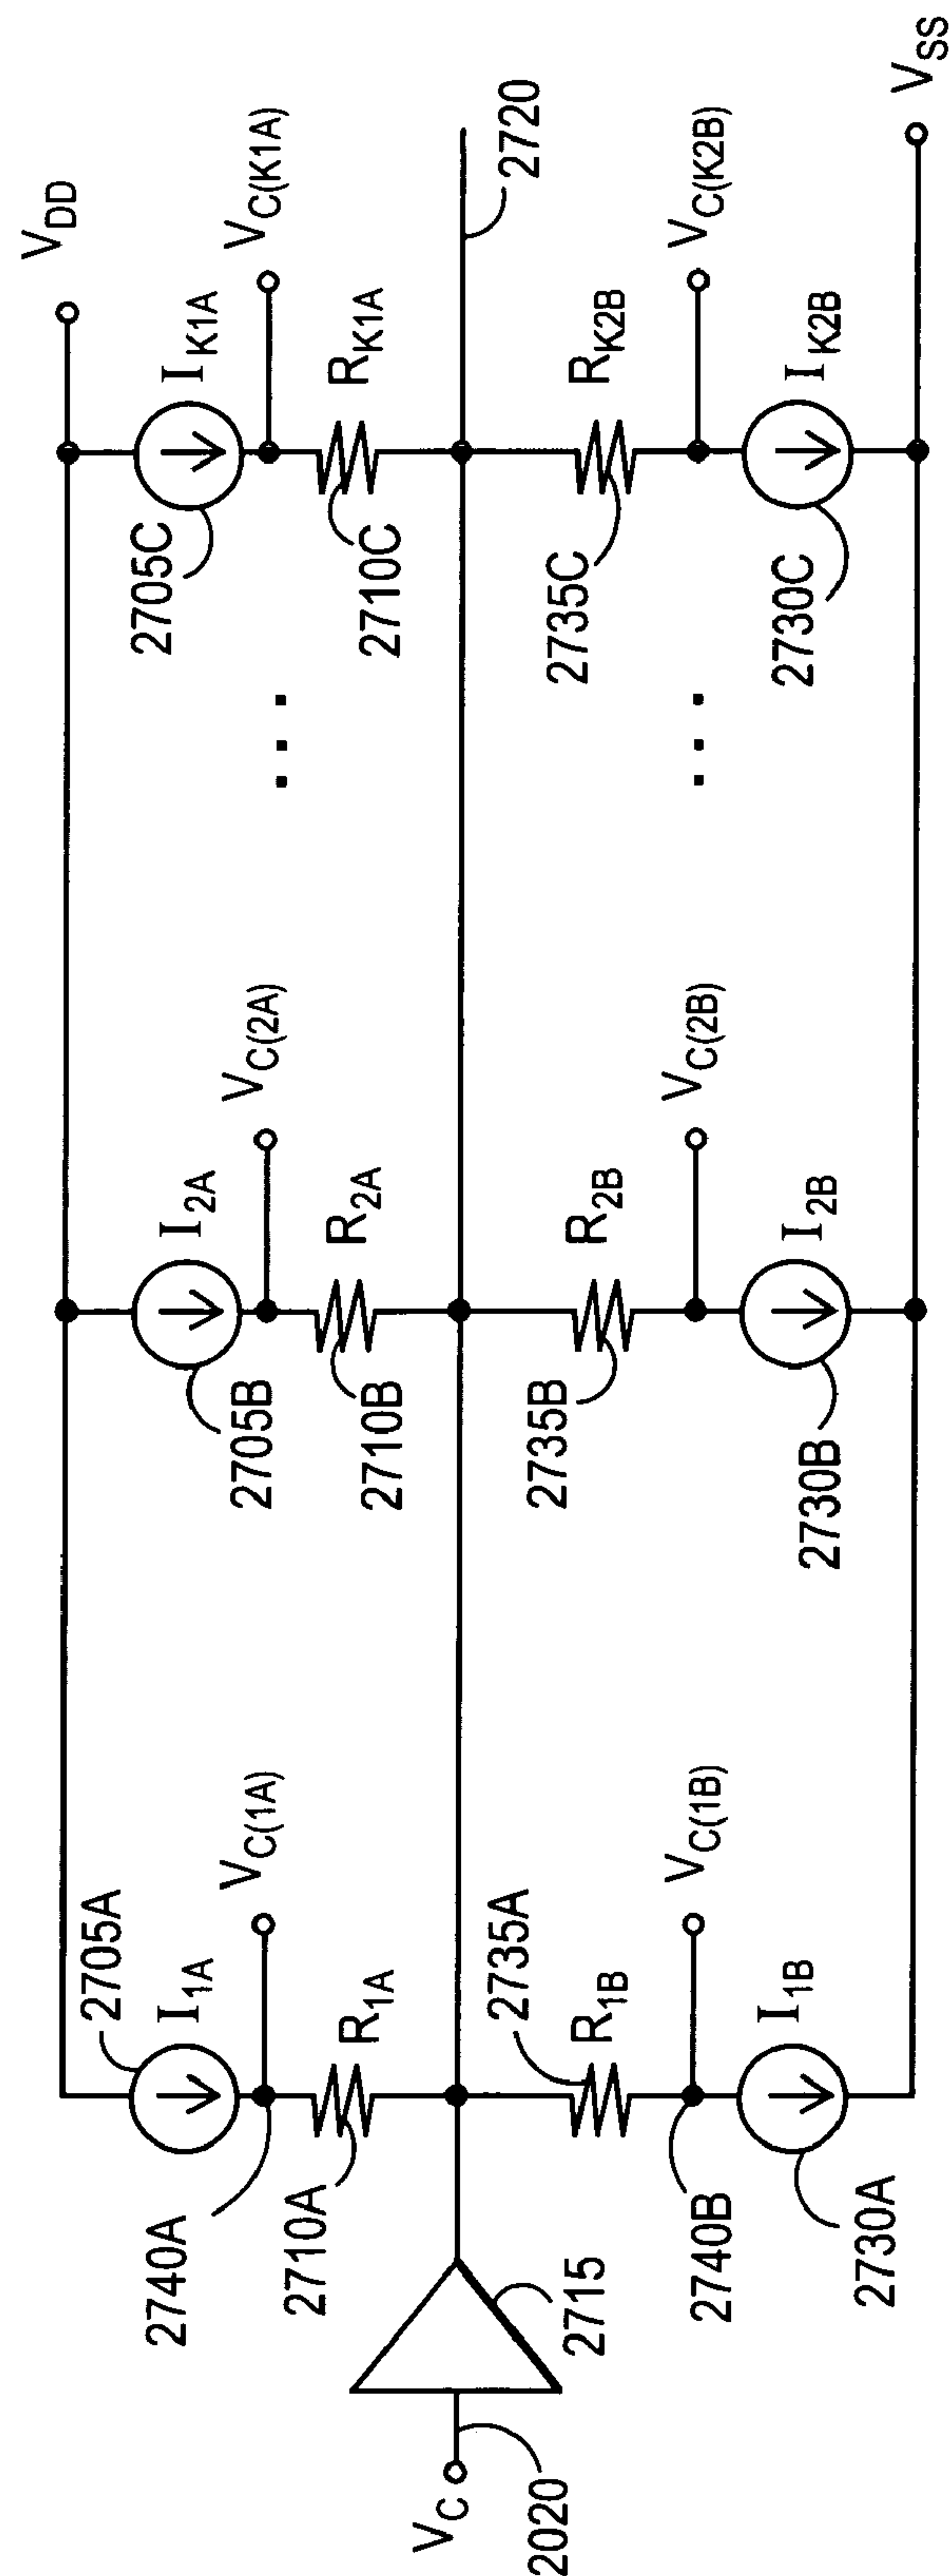 V_DD
2705A
I_1A
2740A
V_C(1A)
2710A
R_1A
2705B
I_2A
V_C(2A)
2710B
R_2A
2705C
I_K1A
V_C(K1A)
2710C
R_K1A
. . .
V_C
2020
2715
2720
2735A
R_1B
2740B
V_C(1B)
2730A
I_1B
2735B
R_2B
V_C(2B)
2730B
I_2B
2735C
R_K2B
V_C(K2B)
2730C
I_K2B
. . .
V_SS